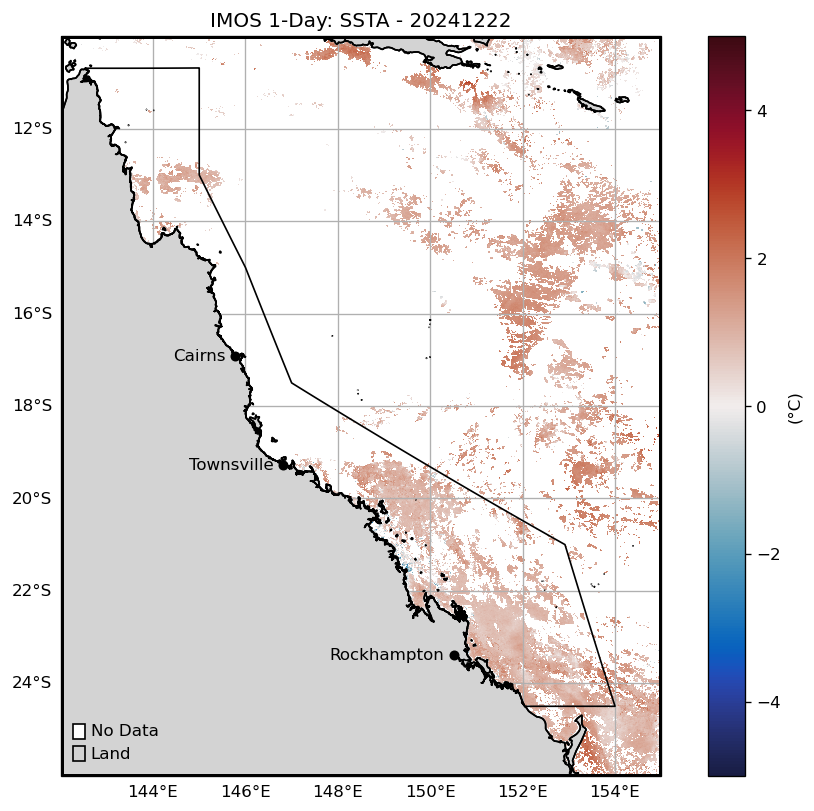 IMOS 1-Day: SSTA - 20241222
12°S
14°S
16°S
18°S
20°S
22°S
24°S
Cairns
Townsville
Rockhampton
No Data
Land
144°E 146°E 148°E 150°E 152°E 154°E
4
2
0
−2
−4
(°C)